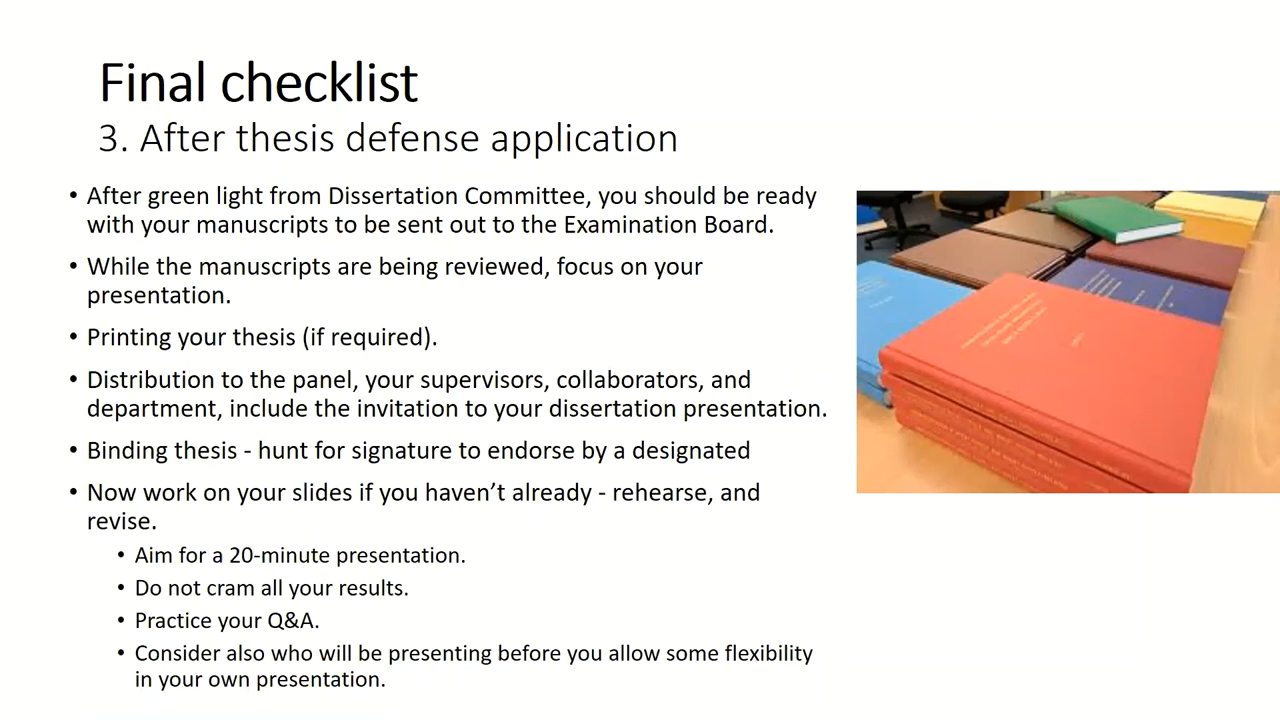 Final checklist
3. After thesis defense application
• After green light from Dissertation Committee, you should be ready
with your manuscripts to be sent out to the Examination Board.
• While the manuscripts are being reviewed, focus on your
presentation.
• Printing your thesis (if required).
• Distribution to the panel, your supervisors, collaborators, and
department, include the invitation to your dissertation presentation.
• Binding thesis - hunt for signature to endorse by a designated
• Now work on your slides if you haven’t already - rehearse, and
revise.
• Aim for a 20-minute presentation.
• Do not cram all your results.
• Practice your Q&A.
• Consider also who will be presenting before you allow some flexibility
in your own presentation.